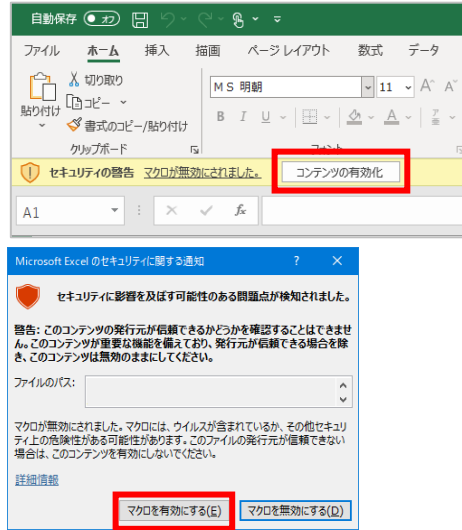 自動保存 オフ
ファイル ホーム 挿入 描画 ページ レイアウト 数式 データ
貼り付け
切り取り
コピー
書式のコピー/貼り付け
クリップボード
ＭＳ 明朝 11 A A
B I U A
フォント
セキュリティの警告 マクロが無効にされました。 コンテンツの有効化
A1 fx
Microsoft Excel のセキュリティに関する通知 ? ×
セキュリティに影響を及ぼす可能性のある問題点が検知されました。
警告: このコンテンツの発行元が信頼できるかどうかを確認することはできませ
ん。このコンテンツが重要な機能を備えており、発行元が信頼できる場合を除
き、このコンテンツは無効のままにしてください。
ファイルのパス:
マクロが無効にされました。マクロには、ウイルスが含まれているか、その他セキュリ
ティ上の危険性がある可能性があります。このファイルの発行元が信頼できない
場合は、このコンテンツを有効にしないでください。
詳細情報
マクロを有効にする(E) マクロを無効にする(D)